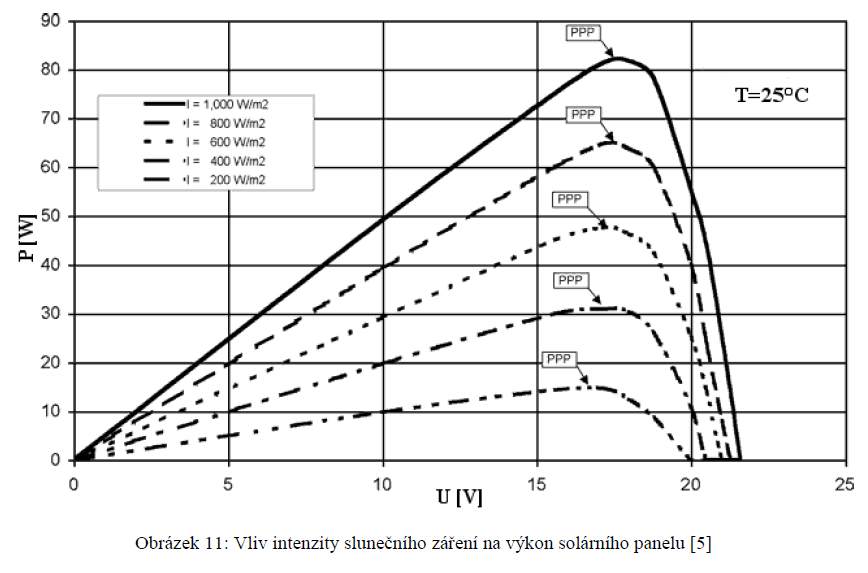 90
80
70
60
50
40
30
20
10
0
P [W]
I = 1,000 W/m2
I = 800 W/m2
I = 600 W/m2
I = 400 W/m2
I = 200 W/m2
T=25°C
PPP
PPP
PPP
PPP
PPP
0 5 10 15 20 25
U [V]
Obrázek 11: Vliv intenzity slunečního záření na výkon solárního panelu [5]